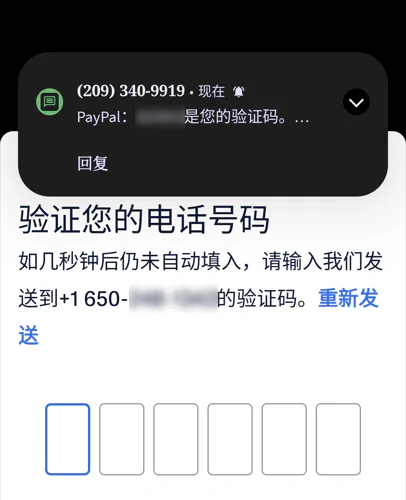 (209) 340-9919 • 现在
PayPal：是您的验证码。…
回复
验证您的电话号码
如几秒钟后仍未自动填入，请输入我们发
送到+1 650-的验证码。重新发
送